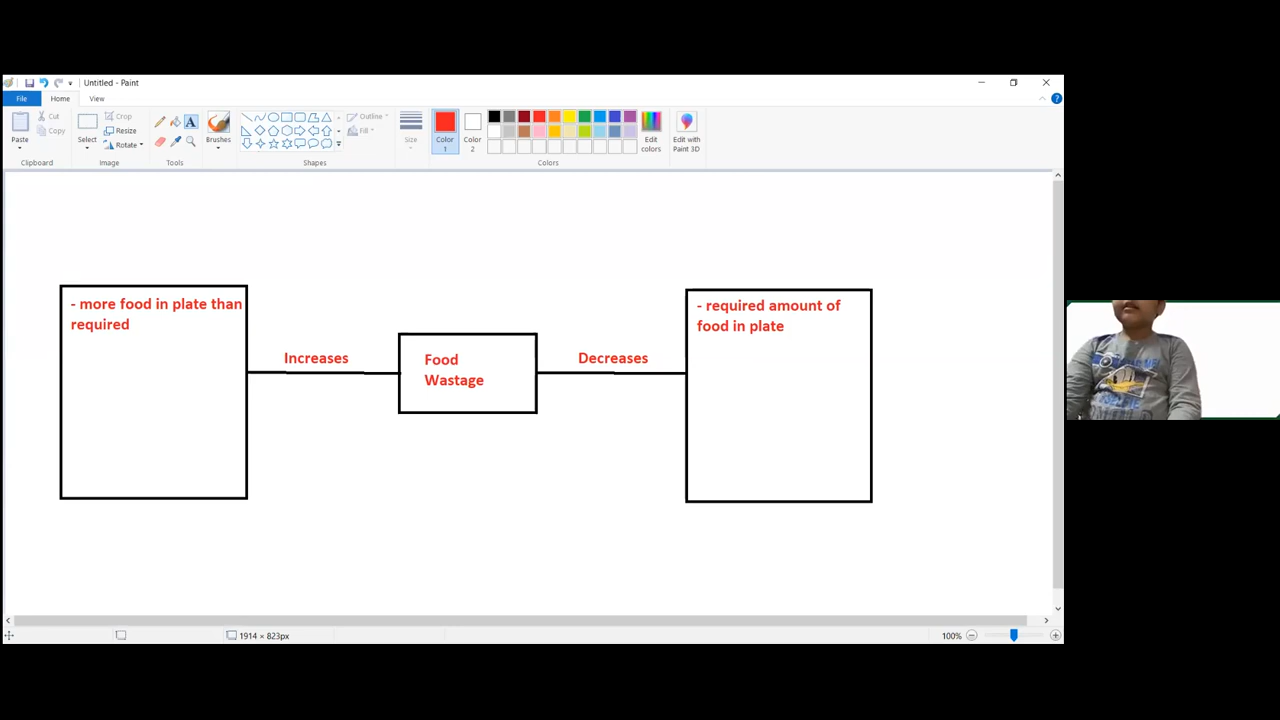 Untitled - Paint
File Home View
Cut
Copy
Paste
Clipboard
Select
Crop
Resize
Rotate
Image
Tools
Brushes
Outline
Fill
Shapes
Size
Color 1
Color 2
Colors
Edit colors
Edit with Paint 3D
- more food in plate than
required
Increases
Food
Wastage
Decreases
- required amount of
food in plate
1914 × 823px
100%